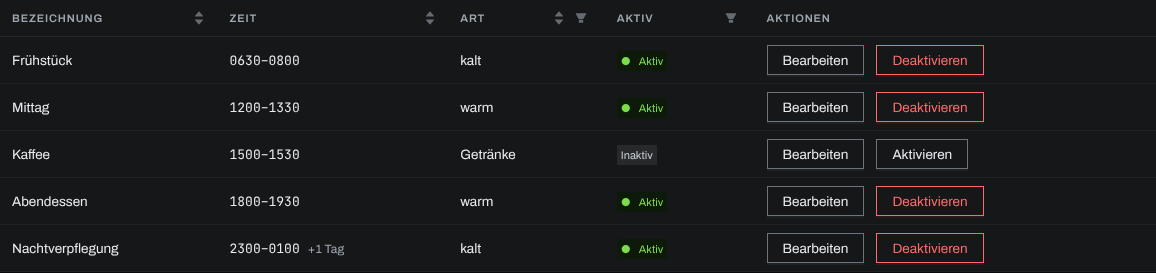 BEZEICHNUNG ZEIT ART AKTIV AKTIONEN
Frühstück 0630–0800 kalt Aktiv Bearbeiten Deaktivieren
Mittag 1200–1330 warm Aktiv Bearbeiten Deaktivieren
Kaffee 1500–1530 Getränke Inaktiv Bearbeiten Aktivieren
Abendessen 1800–1930 warm Aktiv Bearbeiten Deaktivieren
Nachtverpflegung 2300–0100 +1 Tag kalt Aktiv Bearbeiten Deaktivieren